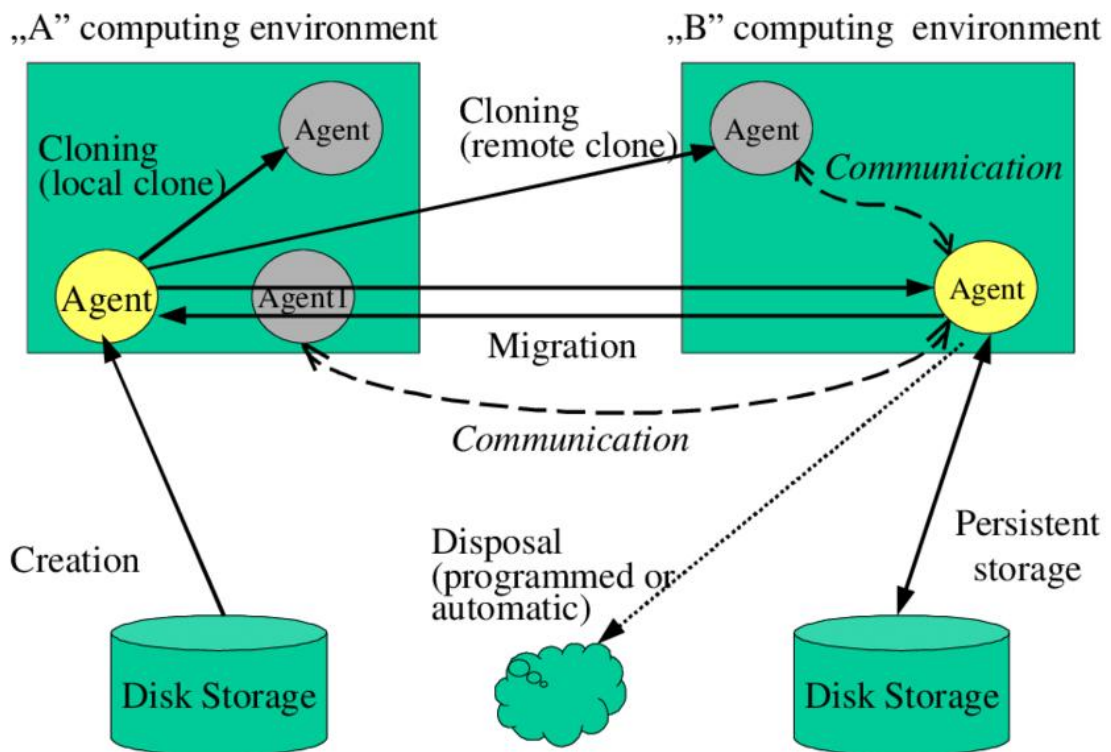 „A” computing environment
„B” computing environment
Agent
Cloning
(local clone)
Cloning
(remote clone)
Agent
Communication
Agent
Agent1
Agent
Migration
Communication
Creation
Disposal
(programmed or
automatic)
Persistent
storage
Disk Storage
Disk Storage